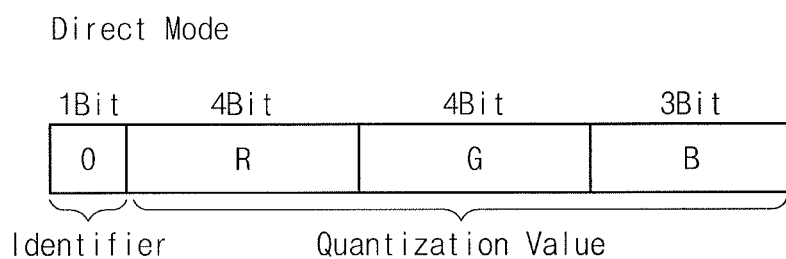 Direct Mode
1Bit 4Bit 4Bit 3Bit
0 R G B
Identifier Quantization Value